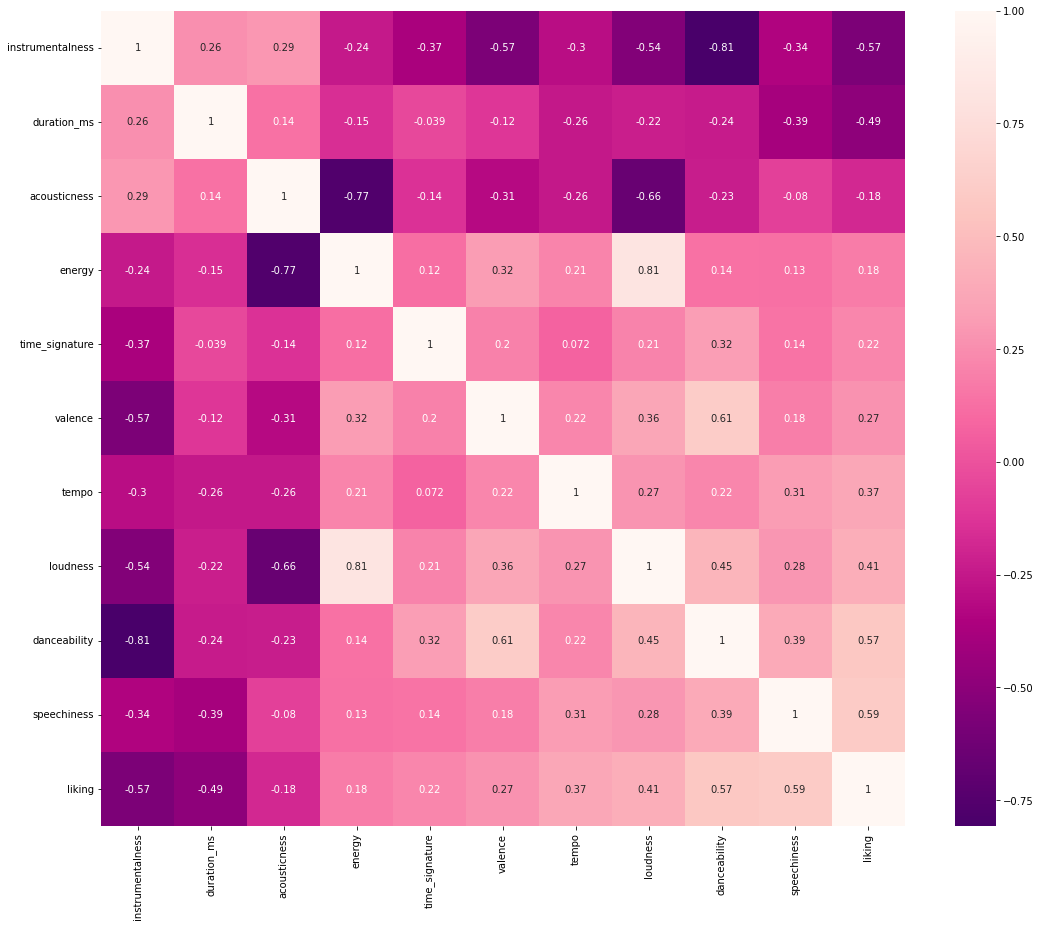 instrumentalness 1 0.26 0.29 -0.24 -0.37 -0.57 -0.3 -0.54 -0.81 -0.34 -0.57
duration_ms 0.26 1 0.14 -0.15 -0.039 -0.12 -0.26 -0.22 -0.24 -0.39 -0.49
acousticness 0.29 0.14 1 -0.77 -0.14 -0.31 -0.26 -0.66 -0.23 -0.08 -0.18
energy -0.24 -0.15 -0.77 1 0.12 0.32 0.21 0.81 0.14 0.13 0.18
time_signature -0.37 -0.039 -0.14 0.12 1 0.2 0.072 0.21 0.32 0.14 0.22
valence -0.57 -0.12 -0.31 0.32 0.2 1 0.22 0.36 0.61 0.18 0.27
tempo -0.3 -0.26 -0.26 0.21 0.072 0.22 1 0.27 0.22 0.31 0.37
loudness -0.54 -0.22 -0.66 0.81 0.21 0.36 0.27 1 0.45 0.28 0.41
danceability -0.81 -0.24 -0.23 0.14 0.32 0.61 0.22 0.45 1 0.39 0.57
speechiness -0.34 -0.39 -0.08 0.13 0.14 0.18 0.31 0.28 0.39 1 0.59
liking -0.57 -0.49 -0.18 0.18 0.22 0.27 0.37 0.41 0.57 0.59 1
instrumentalness
duration_ms
acousticness
energy
time_signature
valence
tempo
loudness
danceability
speechiness
liking
1.00
0.75
0.50
0.25
0.00
−0.25
−0.50
−0.75